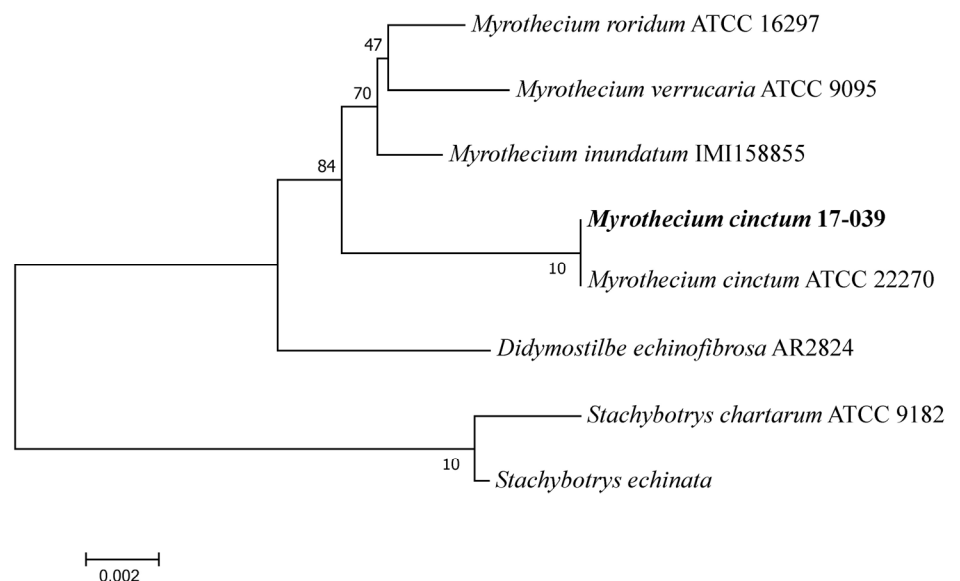 Myrothecium roridum ATCC 16297
47
Myrothecium verrucaria ATCC 9095
70
Myrothecium inundatum IMI158855
84
Myrothecium cinctum 17-039
10
Myrothecium cinctum ATCC 22270
Didymostilbe echinofibrosa AR2824
Stachybotrys chartarum ATCC 9182
10
Stachybotrys echinata
0.002